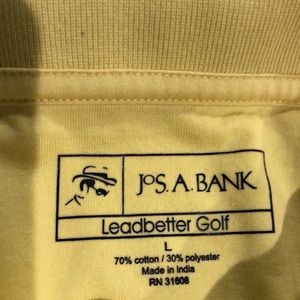 JOS. A. BANK
Leadbetter Golf
L
70% cotton / 30% polyester
Made in India
RN 31608